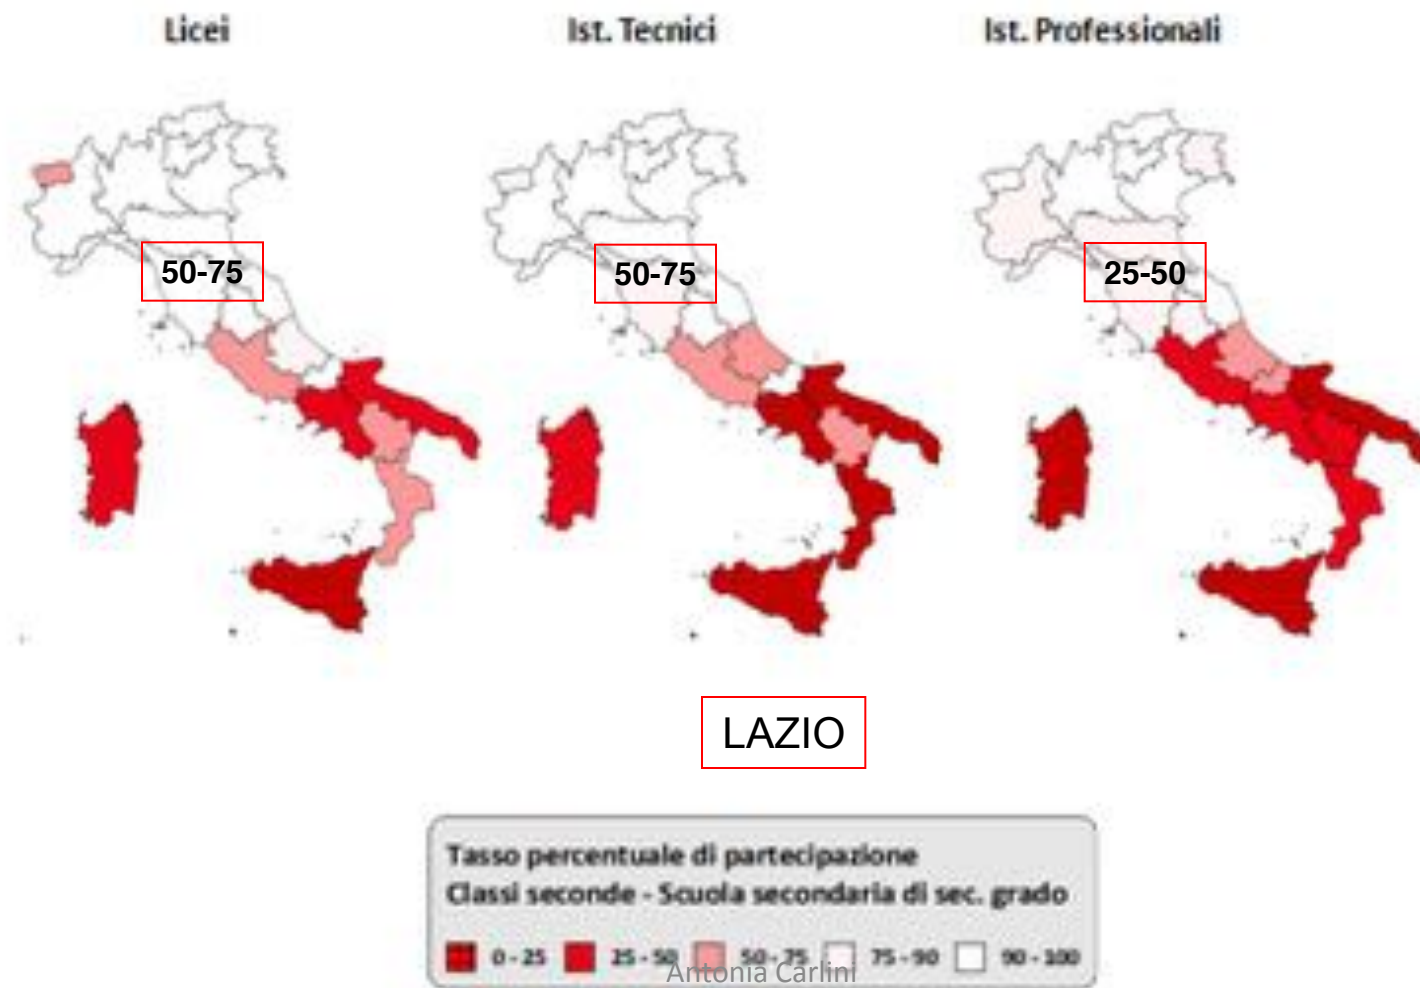 Licei
Ist. Tecnici
Ist. Professionali
50-75
50-75
25-50
LAZIO
Tasso percentuale di partecipazione
Classi seconde - Scuola secondaria di sec. grado
0 - 25 25 - 50 50 - 75 75 - 90 90 - 100
Antonia Carlini